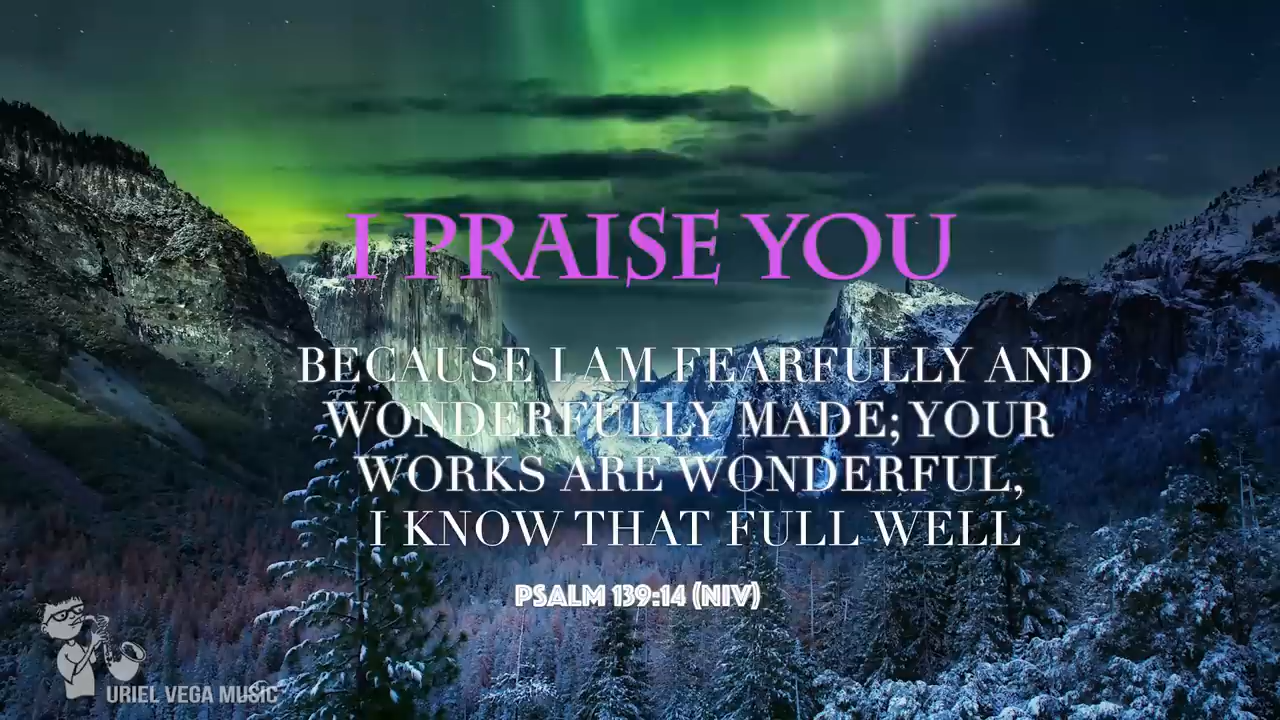 I PRAISE YOU
BECAUSE I AM FEARFULLY AND
WONDERFULLY MADE; YOUR
WORKS ARE WONDERFUL,
I KNOW THAT FULL WELL
PSALM 139:14 (NIV)
URIEL VEGA MUSIC